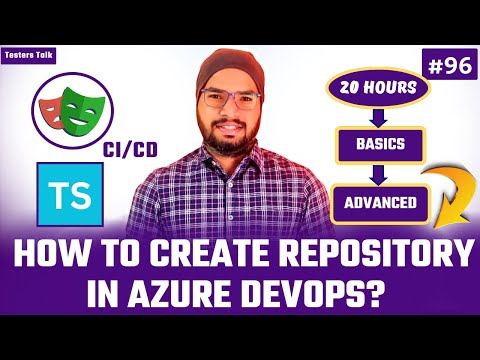 Testers Talk
#96
20 HOURS
CI/CD
BASICS
TS
ADVANCED
HOW TO CREATE REPOSITORY
IN AZURE DEVOPS?